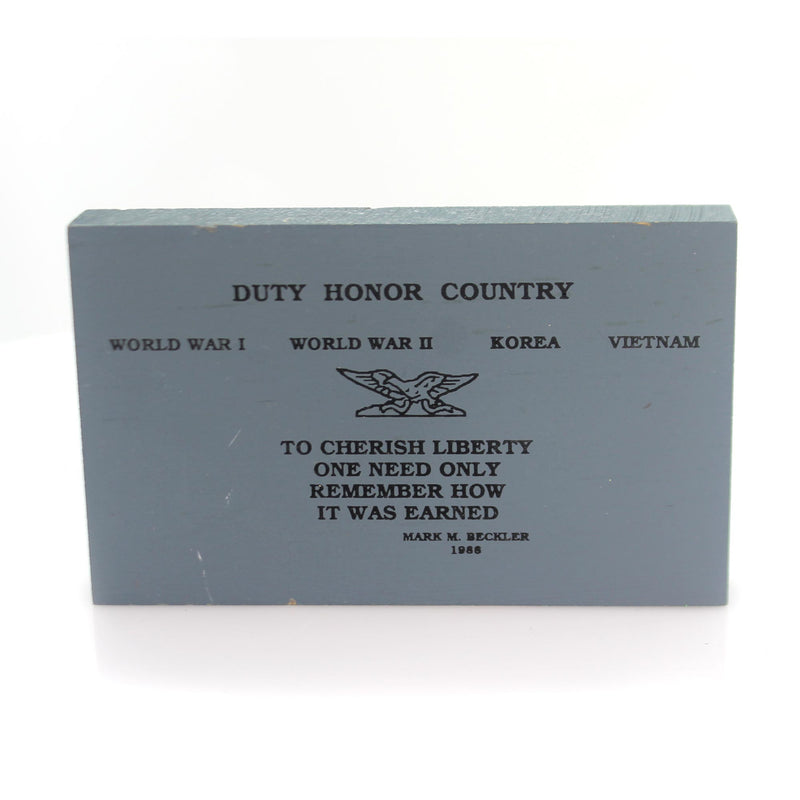 DUTY HONOR COUNTRY
WORLD WAR I WORLD WAR II KOREA VIETNAM
TO CHERISH LIBERTY
ONE NEED ONLY
REMEMBER HOW
IT WAS EARNED
MARK M. BECKLER
1986